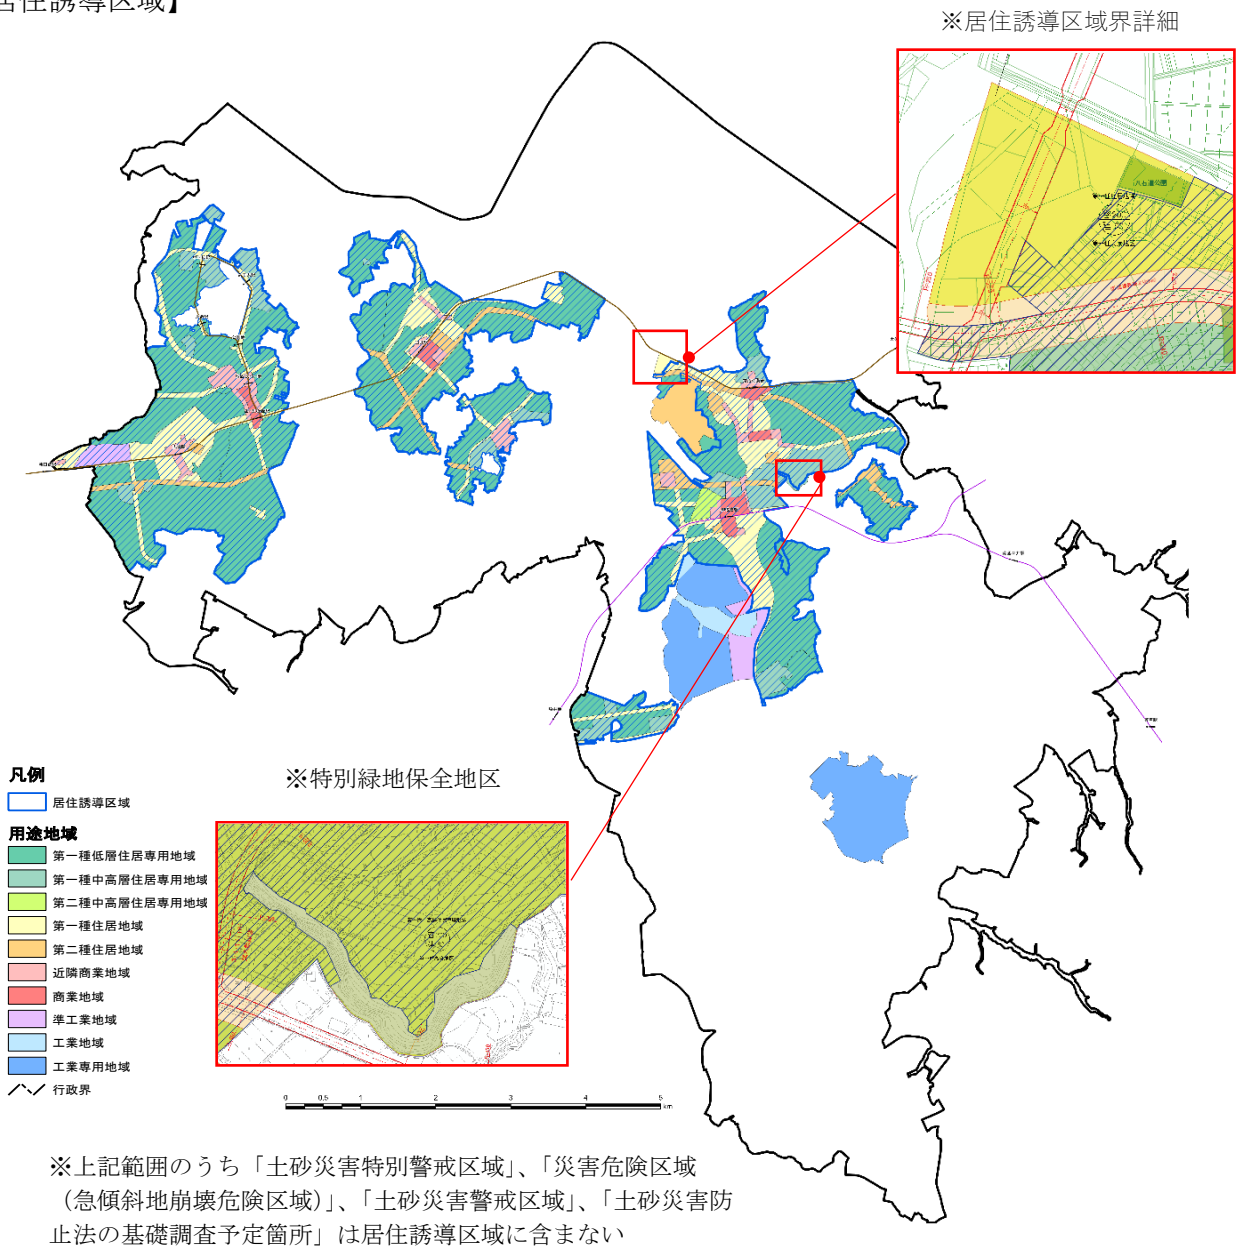 居住誘導区域】
※居住誘導区域界詳細
※特別緑地保全地区
凡例
居住誘導区域
用途地域
第一種低層住居専用地域
第一種中高層住居専用地域
第二種中高層住居専用地域
第一種住居地域
第二種住居地域
近隣商業地域
商業地域
準工業地域
工業地域
工業専用地域
行政界
0 0.5 1 2 3 4 5
km
※上記範囲のうち「土砂災害特別警戒区域」、「災害危険区域
（急傾斜地崩壊危険区域）」、「土砂災害警戒区域」、「土砂災害防
止法の基礎調査予定箇所」は居住誘導区域に含まない